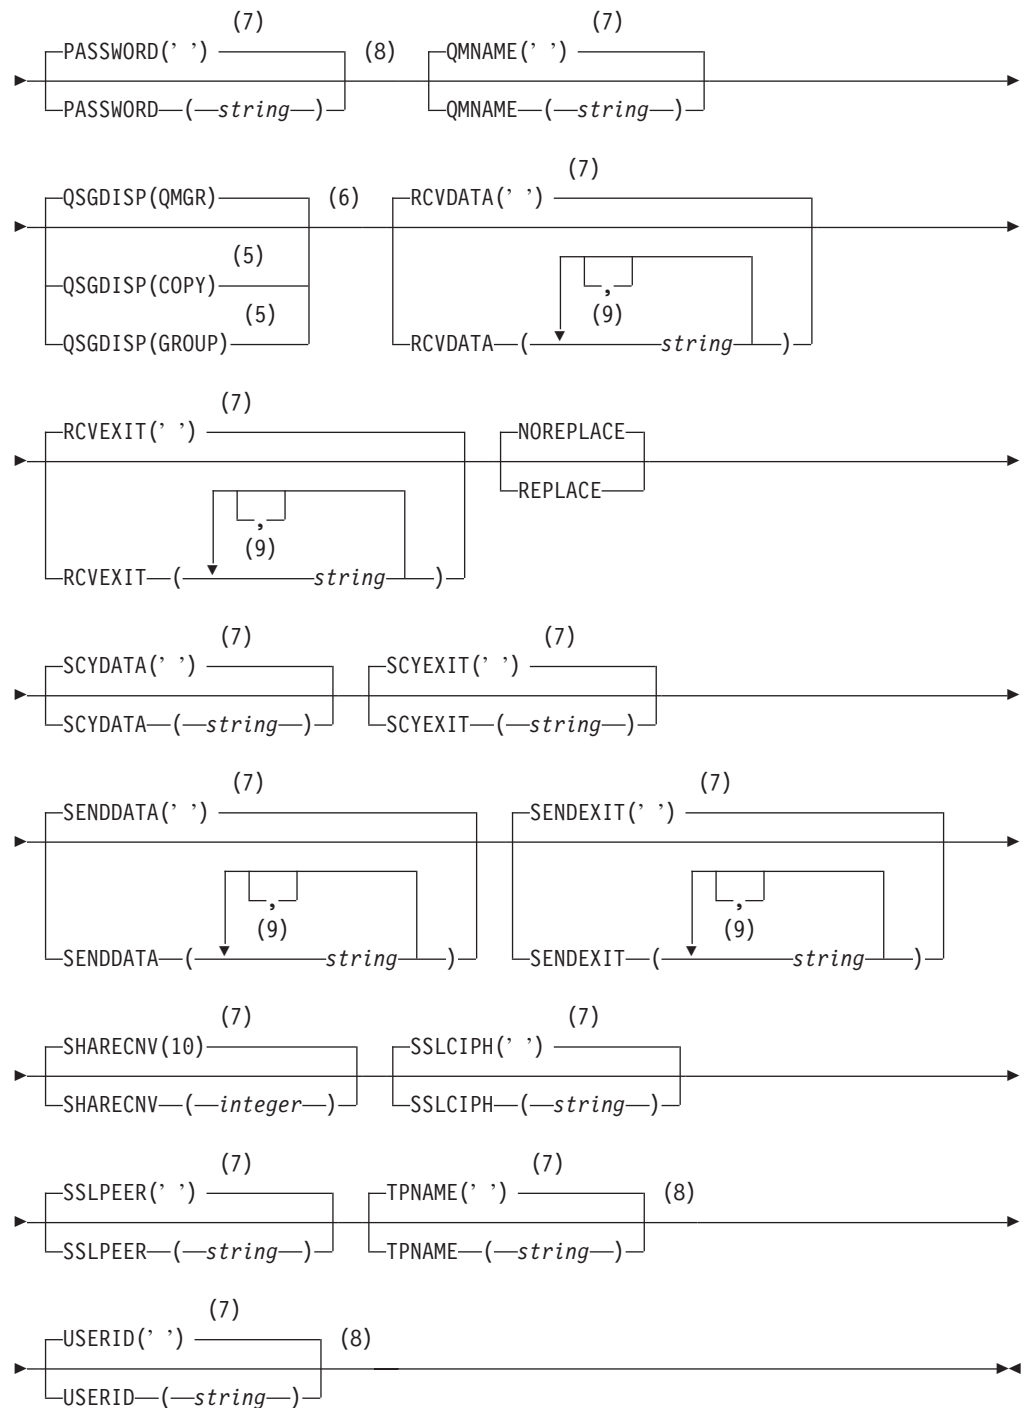 (7) (7)
PASSWORD(’ ’) (8) QMNAME(’ ’)
PASSWORD (string) QMNAME (string)
(7)
QSGDISP(QMGR) (6) RCVDATA(’ ’)
(5) ,
QSGDISP(COPY) (9)
(5)
QSGDISP(GROUP) RCVDATA (string)
(7)
RCVEXIT(’ ’) NOREPLACE
REPLACE
,
(9)
RCVEXIT (string)
(7) (7)
SCYDATA(’ ’) SCYEXIT(’ ’)
SCYDATA (string) SCYEXIT (string)
(7) (7)
SENDDATA(’ ’) SENDEXIT(’ ’)
, ,
(9) (9)
SENDDATA (string) SENDEXIT (string)
(7) (7)
SHARECNV(10) SSLCIPH(’ ’)
SHARECNV (integer) SSLCIPH (string)
(7) (7)
SSLPEER(’ ’) TPNAME(’ ’) (8)
SSLPEER (string) TPNAME (string)
(7)
USERID(’ ’) (8)
USERID (string)